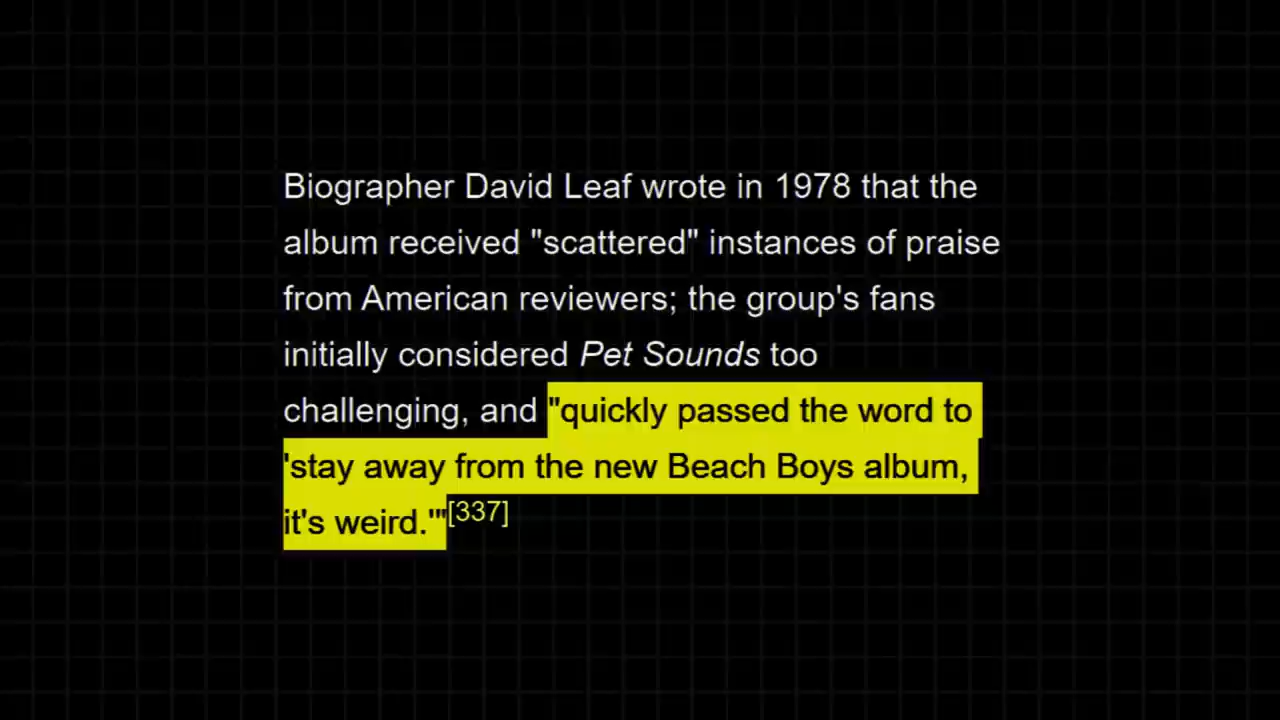 Biographer David Leaf wrote in 1978 that the
album received "scattered" instances of praise
from American reviewers; the group's fans
initially considered Pet Sounds too
challenging, and "quickly passed the word to
'stay away from the new Beach Boys album,
it's weird.'"[337]